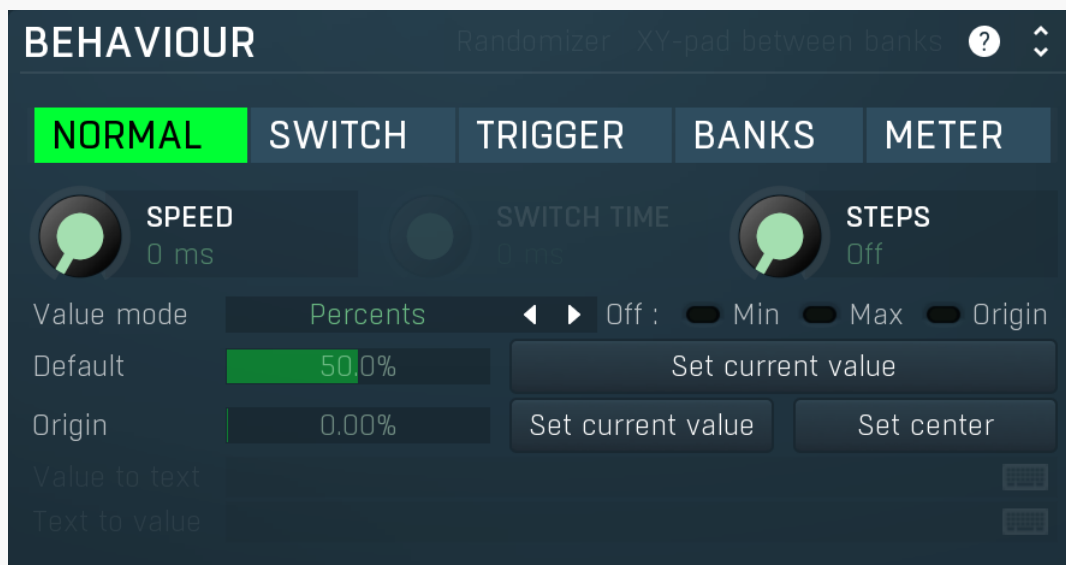 BEHAVIOUR Randomizer XY-pad between banks ?
NORMAL SWITCH TRIGGER BANKS METER
SPEED SWITCH TIME STEPS
0 ms 0 ms Off
Value mode Percents Off : Min Max Origin
Default 50.0% Set current value
Origin 0.00% Set current value Set center
Value to text
Text to value